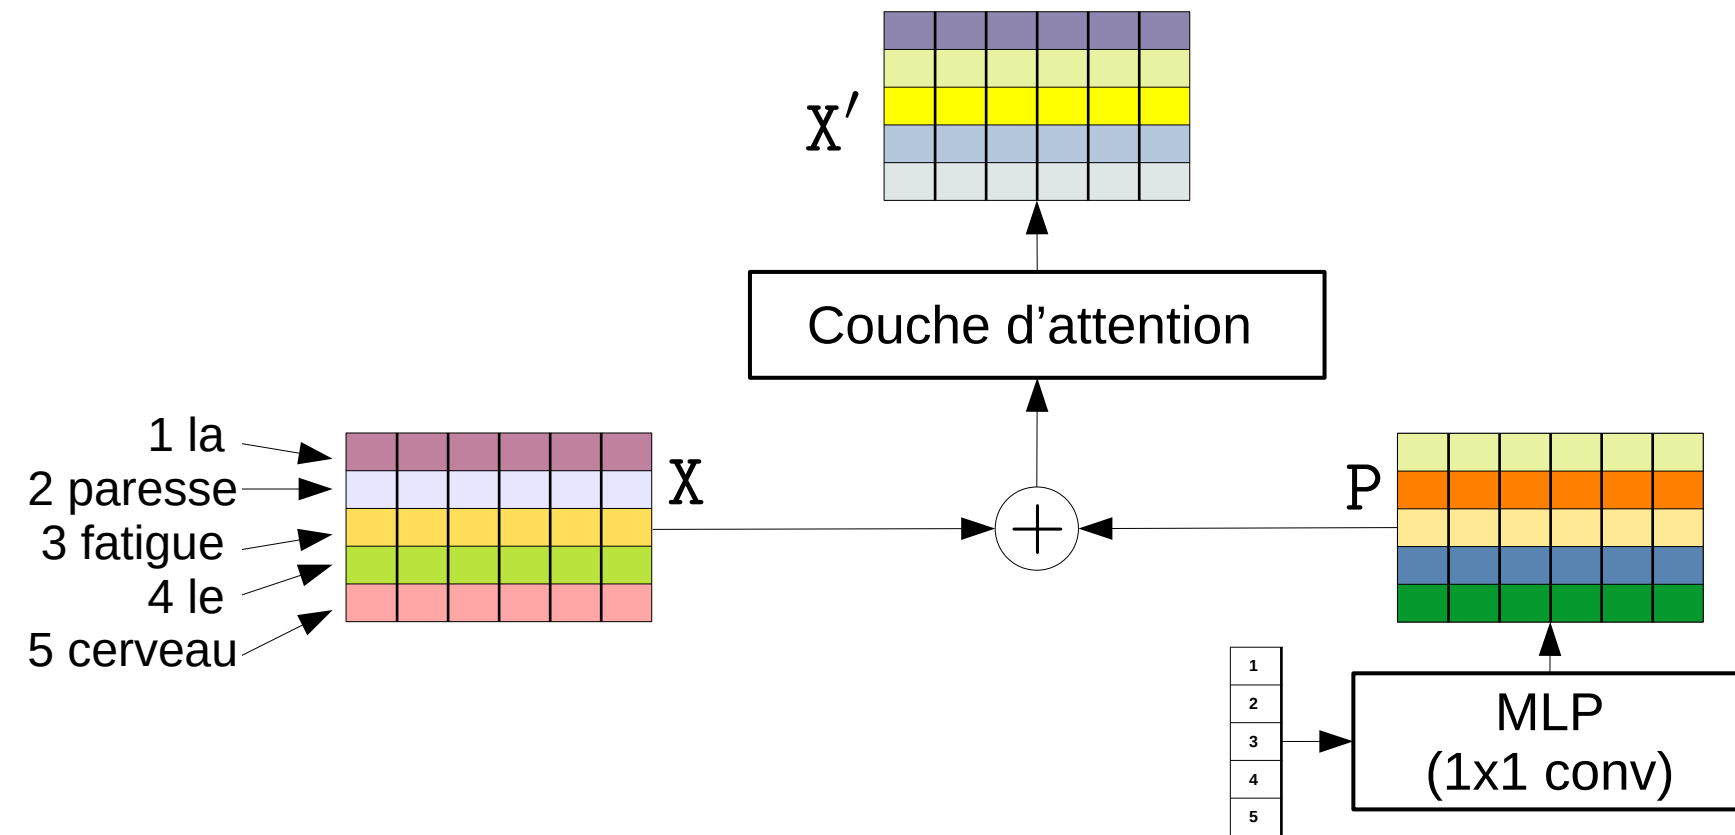 X′
Couche d’attention
1 la
2 paresse
3 fatigue
4 le
5 cerveau
X
+
P
1
2
3
4
5
MLP
(1x1 conv)